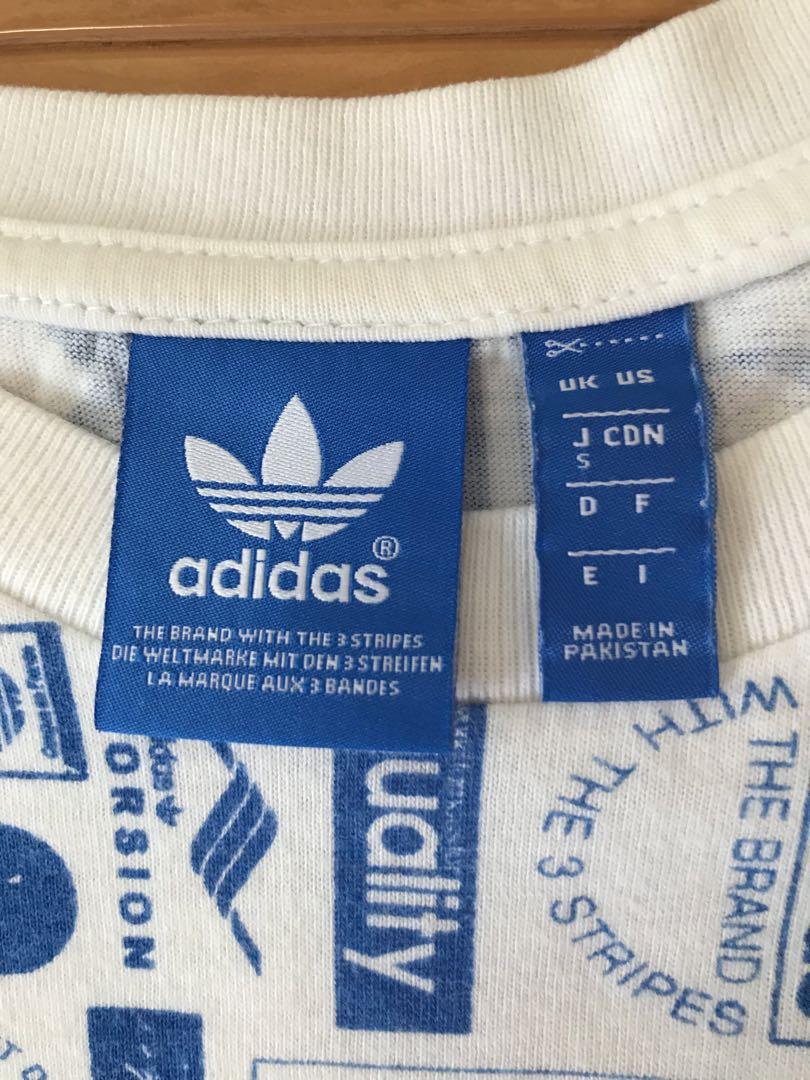 adidas®
THE BRAND WITH THE 3 STRIPES
DIE WELTMARKE MIT DEN 3 STREIFEN
LA MARQUE AUX 3 BANDES
UK US
J CDN
S
D F
E I
MADE IN
PAKISTAN
ORSION
uality
THE BRAND
WITH THE 3 STRIPES